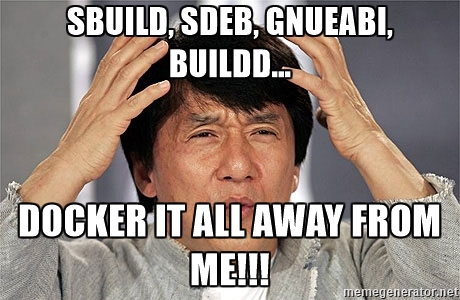 SBUILD, SDEB, GNUEABI,
BUILDD...
DOCKER IT ALL AWAY FROM
ME!!!
memegenerator.net